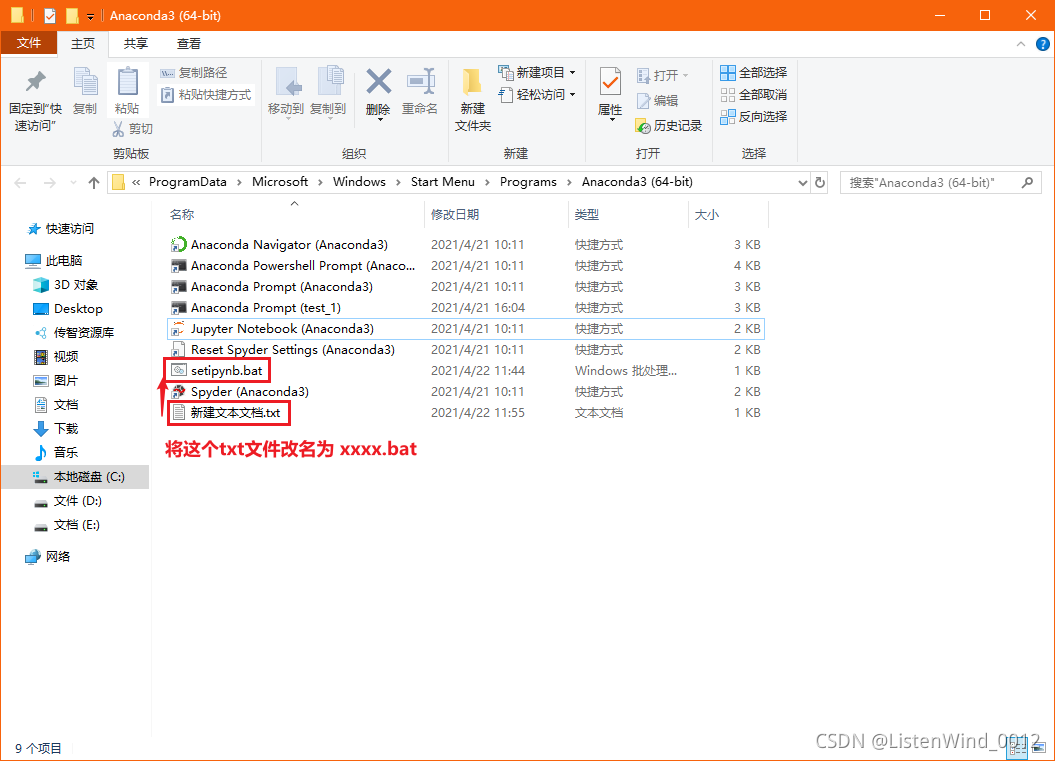 Anaconda3 (64-bit)
文件 主页 共享 查看
固定到"快速访问"
复制
粘贴
复制路径
粘贴快捷方式
剪切
剪贴板
移动到
复制到
删除
重命名
组织
新建文件夹
新建项目
轻松访问
新建
属性
打开
编辑
历史记录
打开
全部选择
全部取消
反向选择
选择
« ProgramData › Microsoft › Windows › Start Menu › Programs › Anaconda3 (64-bit)
搜索"Anaconda3 (64-bit)"
快速访问
此电脑
3D 对象
Desktop
传智资源库
视频
图片
文档
下载
音乐
本地磁盘 (C:)
文件 (D:)
文档 (E:)
网络
名称 修改日期 类型 大小
Anaconda Navigator (Anaconda3) 2021/4/21 10:11 快捷方式 3 KB
Anaconda Powershell Prompt (Anaco... 2021/4/21 10:11 快捷方式 4 KB
Anaconda Prompt (Anaconda3) 2021/4/21 10:11 快捷方式 3 KB
Anaconda Prompt (test_1) 2021/4/21 16:04 快捷方式 3 KB
Jupyter Notebook (Anaconda3) 2021/4/21 10:11 快捷方式 2 KB
Reset Spyder Settings (Anaconda3) 2021/4/21 10:11 快捷方式 2 KB
setipynb.bat 2021/4/22 11:44 Windows 批处理... 1 KB
Spyder (Anaconda3) 2021/4/21 10:11 快捷方式 2 KB
新建文本文档.txt 2021/4/22 11:55 文本文档 1 KB
将这个txt文件改名为 xxxx.bat
9 个项目
CSDN @ListenWind_0012